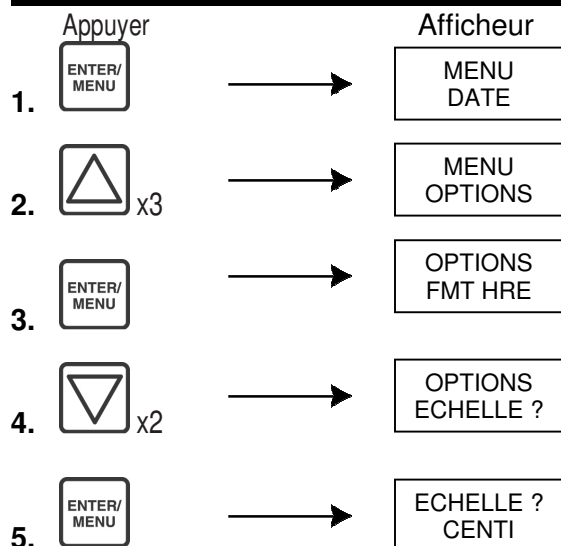 Appuyer Afficheur
1. ENTER/ MENU
MENU DATE
2. x3
MENU OPTIONS
3. ENTER/ MENU
OPTIONS FMT HRE
4. x2
OPTIONS ECHELLE ?
5. ENTER/ MENU
ECHELLE ? CENTI